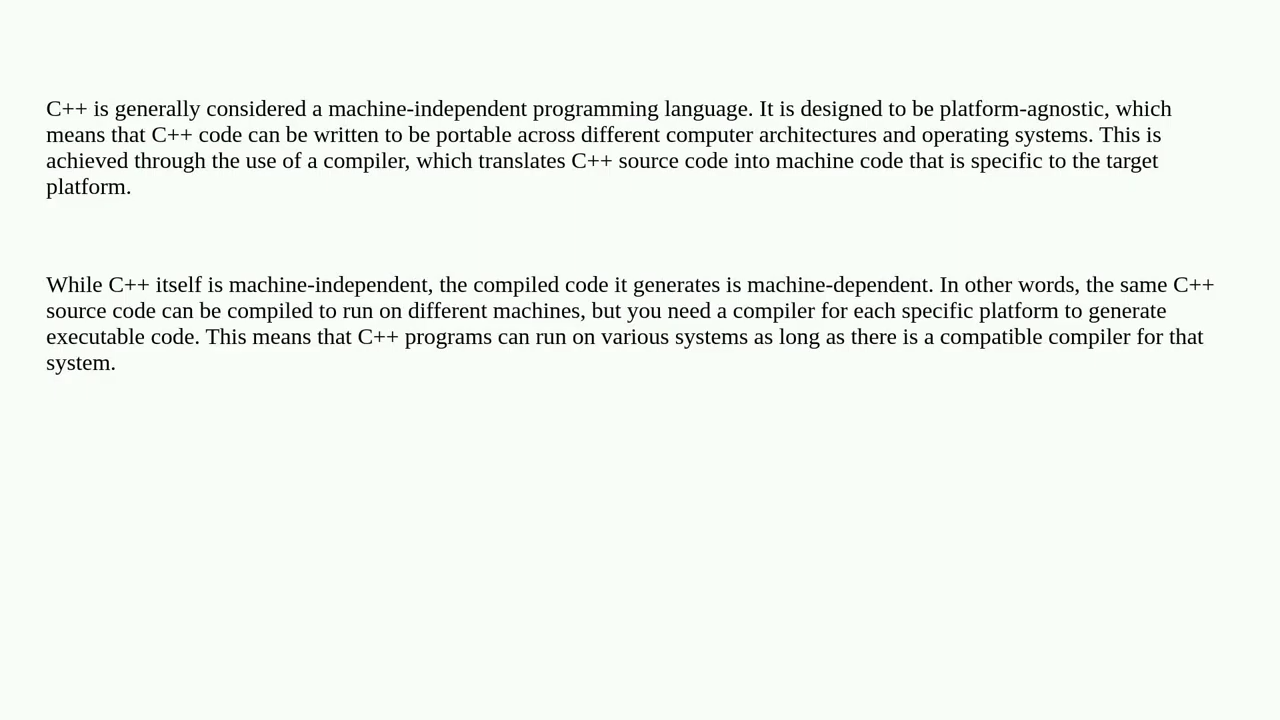 C++ is generally considered a machine-independent programming language. It is designed to be platform-agnostic, which
means that C++ code can be written to be portable across different computer architectures and operating systems. This is
achieved through the use of a compiler, which translates C++ source code into machine code that is specific to the target
platform.
While C++ itself is machine-independent, the compiled code it generates is machine-dependent. In other words, the same C++
source code can be compiled to run on different machines, but you need a compiler for each specific platform to generate
executable code. This means that C++ programs can run on various systems as long as there is a compatible compiler for that
system.